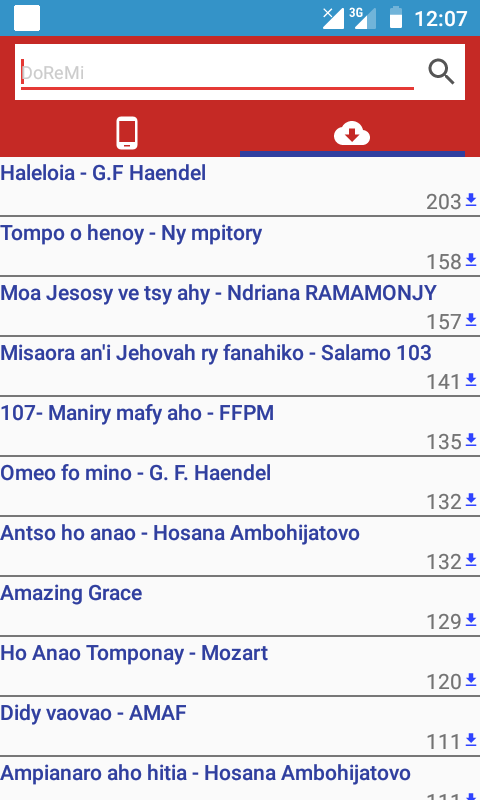 3G
12:07
DoReMi
Haleloia - G.F Haendel
203
Tompo o henoy - Ny mpitory
158
Moa Jesosy ve tsy ahy - Ndriana RAMAMONJY
157
Misaora an'i Jehovah ry fanahiko - Salamo 103
141
107- Maniry mafy aho - FFPM
135
Omeo fo mino - G. F. Haendel
132
Antso ho anao - Hosana Ambohijatovo
132
Amazing Grace
129
Ho Anao Tomponay - Mozart
120
Didy vaovao - AMAF
111
Ampianaro aho hitia - Hosana Ambohijatovo
111